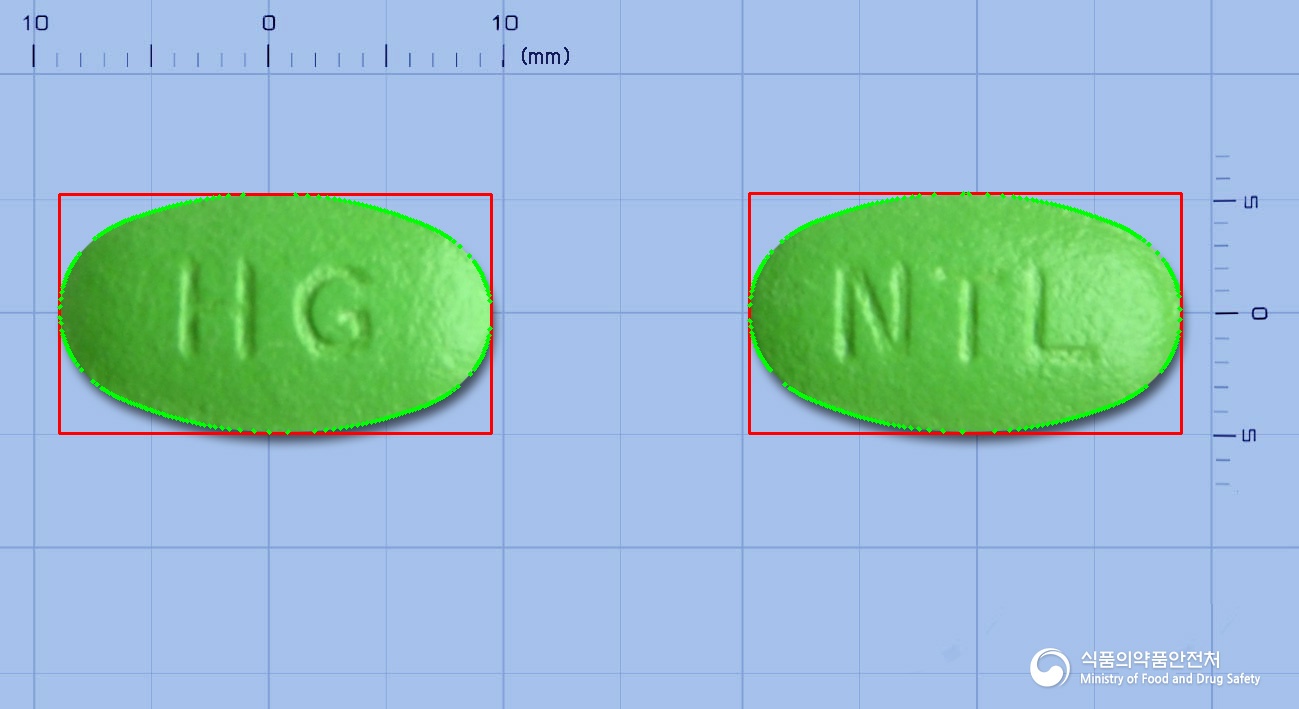 10 0 10
(mm)
HG
NTL
5
0
5
식품의약품안전처
Ministry of Food and Drug Safety